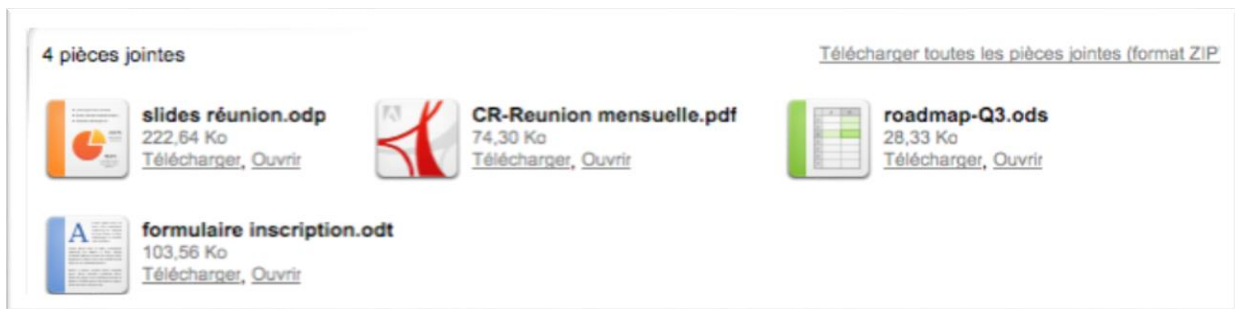 4 pièces jointes
Télécharger toutes les pièces jointes (format ZIP
slides réunion.odp
222,64 Ko
Télécharger, Ouvrir
CR-Reunion mensuelle.pdf
74,30 Ko
Télécharger, Ouvrir
roadmap-Q3.ods
28,33 Ko
Télécharger, Ouvrir
A
formulaire inscription.odt
103,56 Ko
Télécharger, Ouvrir